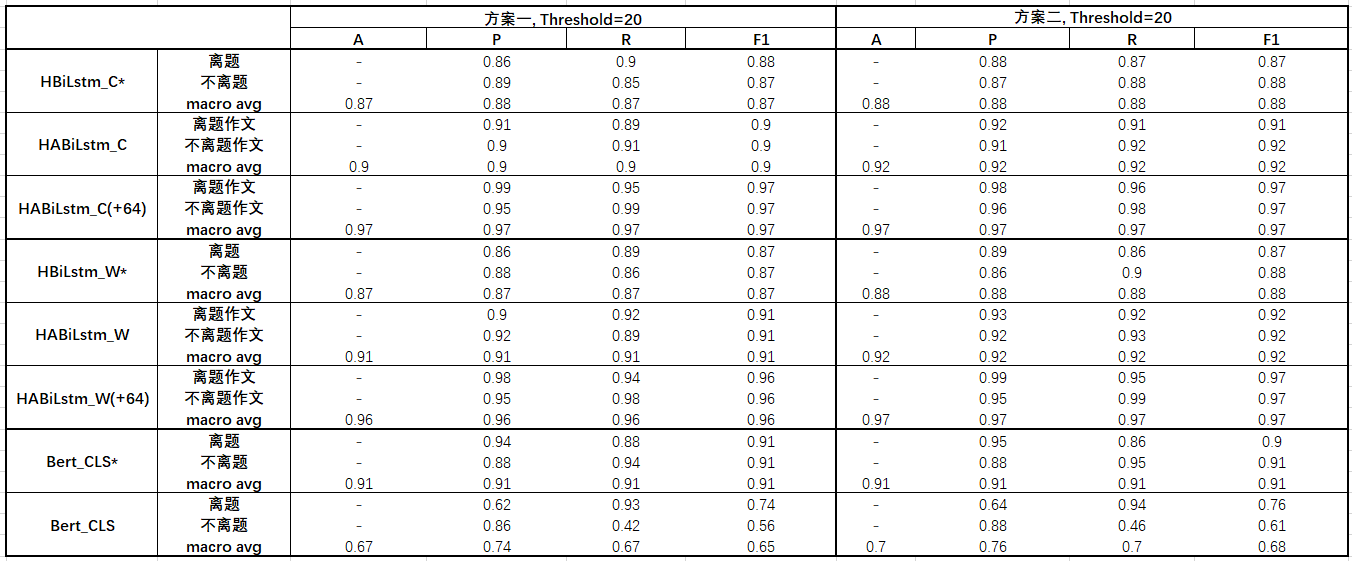 方案一, Threshold=20 方案二, Threshold=20
A P R F1 A P R F1
离题 - 0.86 0.9 0.88 - 0.88 0.87 0.87
HBiLstm_C* 不离题 - 0.89 0.85 0.87 - 0.87 0.88 0.88
macro avg 0.87 0.88 0.87 0.87 0.88 0.88 0.88 0.88
离题作文 - 0.91 0.89 0.9 - 0.92 0.91 0.91
HABiLstm_C 不离题作文 - 0.9 0.91 0.9 - 0.91 0.92 0.92
macro avg 0.9 0.9 0.9 0.9 0.92 0.92 0.92 0.92
离题作文 - 0.99 0.95 0.97 - 0.98 0.96 0.97
HABiLstm_C(+64) 不离题作文 - 0.95 0.99 0.97 - 0.96 0.98 0.97
macro avg 0.97 0.97 0.97 0.97 0.97 0.97 0.97 0.97
离题 - 0.86 0.89 0.87 - 0.89 0.86 0.87
HBiLstm_W* 不离题 - 0.88 0.86 0.87 - 0.86 0.9 0.88
macro avg 0.87 0.87 0.87 0.87 0.88 0.88 0.88 0.88
离题作文 - 0.9 0.92 0.91 - 0.93 0.92 0.92
HABiLstm_W 不离题作文 - 0.92 0.89 0.91 - 0.92 0.93 0.92
macro avg 0.91 0.91 0.91 0.91 0.92 0.92 0.92 0.92
离题作文 - 0.98 0.94 0.96 - 0.99 0.95 0.97
HABiLstm_W(+64) 不离题作文 - 0.95 0.98 0.96 - 0.95 0.99 0.97
macro avg 0.96 0.96 0.96 0.96 0.97 0.97 0.97 0.97
离题 - 0.94 0.88 0.91 - 0.95 0.86 0.9
Bert_CLS* 不离题 - 0.88 0.94 0.91 - 0.88 0.95 0.91
macro avg 0.91 0.91 0.91 0.91 0.91 0.91 0.91 0.91
离题 - 0.62 0.93 0.74 - 0.64 0.94 0.76
Bert_CLS 不离题 - 0.86 0.42 0.56 - 0.88 0.46 0.61
macro avg 0.67 0.74 0.67 0.65 0.7 0.76 0.7 0.68